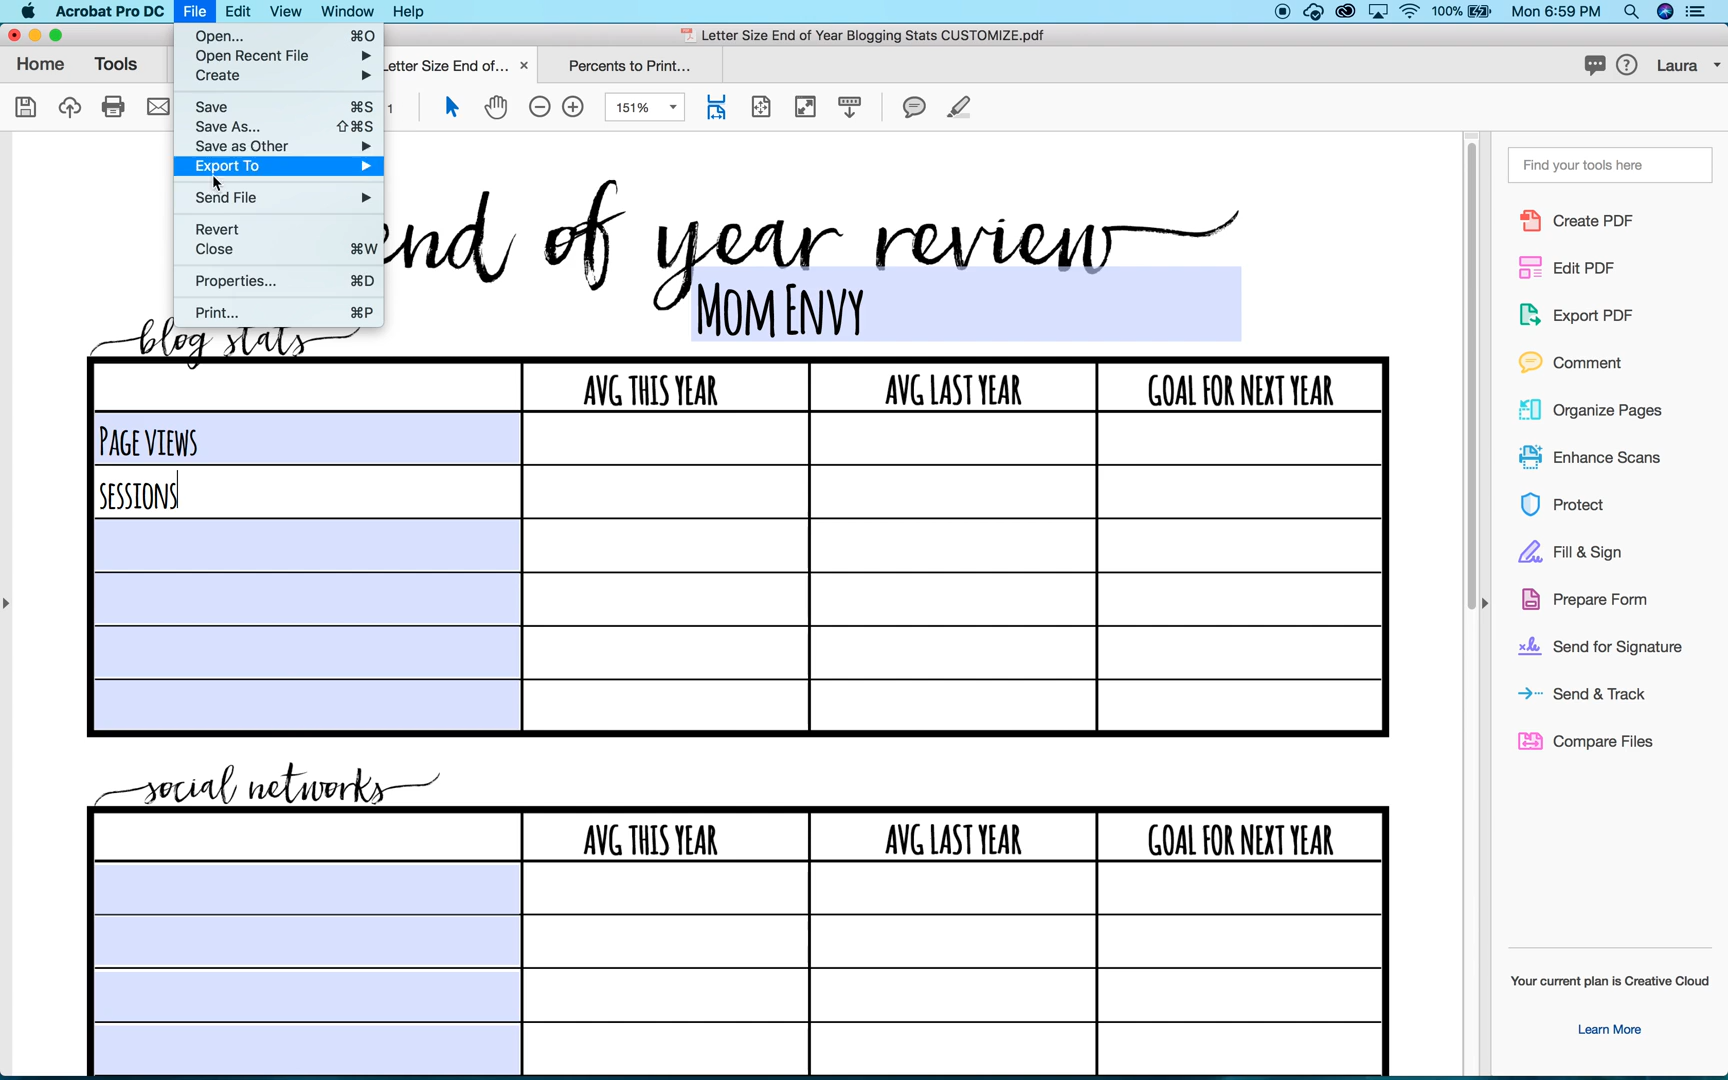 Acrobat Pro DC File Edit View Window Help 100% Mon 6:59 PM
Letter Size End of Year Blogging Stats CUSTOMIZE.pdf
Home Tools Letter Size End of... × Percents to Print... Laura
1 151%
Open... ⌘O
Open Recent File
Create
Save ⌘S
Save As... ⇧⌘S
Save as Other
Export To
Send File
Revert
Close ⌘W
Properties... ⌘D
Print... ⌘P
end of year review
Mom Envy
blog stats
AVG THIS YEAR AVG LAST YEAR GOAL FOR NEXT YEAR
Page views
sessions
social networks
AVG THIS YEAR AVG LAST YEAR GOAL FOR NEXT YEAR
Find your tools here
Create PDF
Edit PDF
Export PDF
Comment
Organize Pages
Enhance Scans
Protect
Fill & Sign
Prepare Form
Send for Signature
Send & Track
Compare Files
Your current plan is Creative Cloud
Learn More